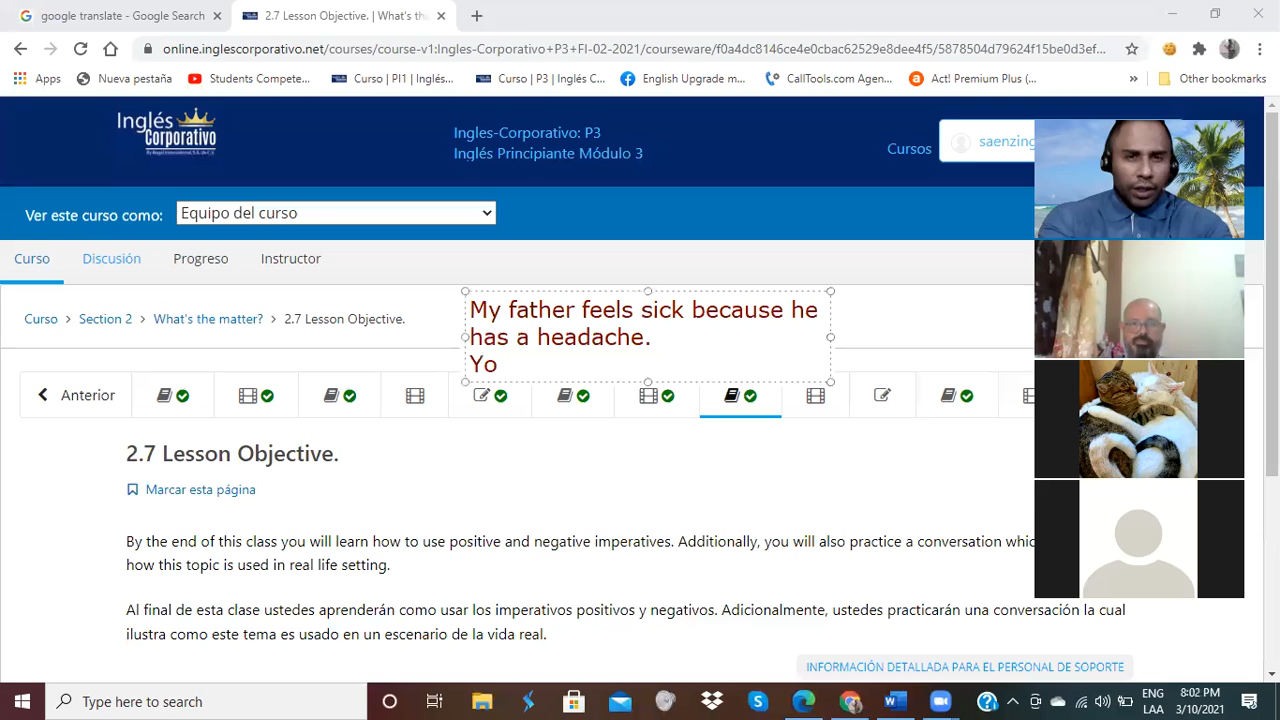 google translate - Google Search
2.7 Lesson Objective. | What's the
online.inglescorporativo.net/courses/course-v1:Ingles-Corporativo+P3+FI-02-2021/courseware/f0a4dc8146ce4e0cbac62529e8dee4f5/5878504d79624f15be0d3ef...
Apps
Nueva pestaña
Students Compete...
Curso | PI1 | Inglés...
Curso | P3 | Inglés C...
English Upgrade m...
CallTools.com Agen...
Act! Premium Plus (...
»
Other bookmarks
Inglés
Corporativo
Ingles-Corporativo: P3
Inglés Principiante Módulo 3
Cursos
saenzing
Ver este curso como:
Equipo del curso
Curso
Discusión
Progreso
Instructor
My father feels sick because he
has a headache.
Yo
Curso > Section 2 > What's the matter? > 2.7 Lesson Objective.
Anterior
2.7 Lesson Objective.
Marcar esta página
By the end of this class you will learn how to use positive and negative imperatives. Additionally, you will also practice a conversation whic
how this topic is used in real life setting.
Al final de esta clase ustedes aprenderán como usar los imperativos positivos y negativos. Adicionalmente, ustedes practicarán una conversación la cual
ilustra como este tema es usado en un escenario de la vida real.
INFORMACIÓN DETALLADA PARA EL PERSONAL DE SOPORTE
Type here to search
ENG
LAA
8:02 PM
3/10/2021